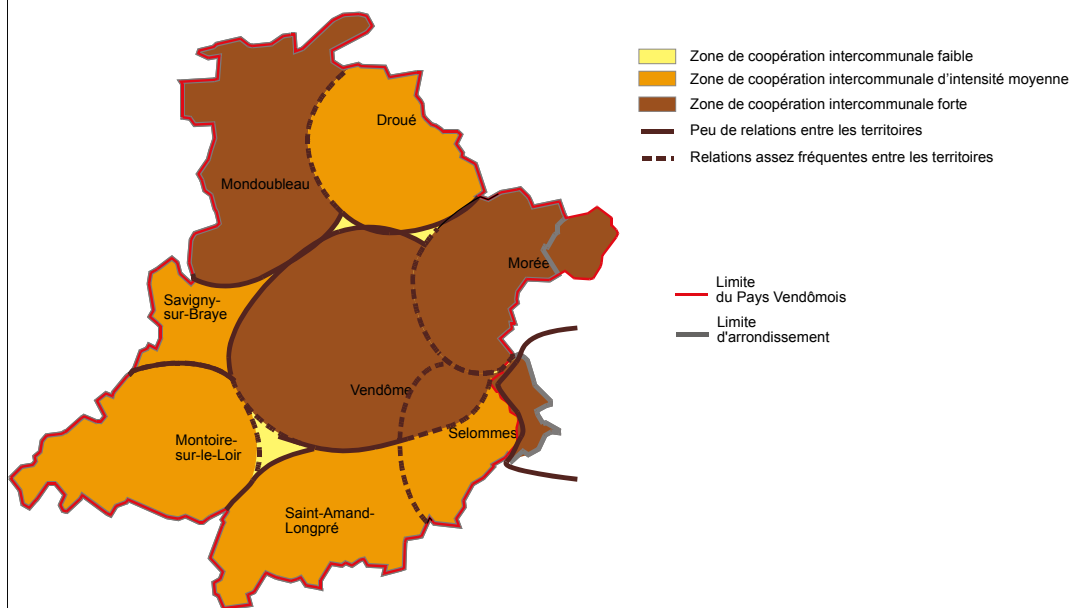 Zone de coopération intercommunale faible
Zone de coopération intercommunale d'intensité moyenne
Zone de coopération intercommunale forte
Peu de relations entre les territoires
Relations assez fréquentes entre les territoires
Limite
du Pays Vendômois
Limite
d'arrondissement
Droué
Mondoubleau
Morée
Savigny-
sur-Braye
Vendôme
Selommes
Montoire-
sur-le-Loir
Saint-Amand-
Longpré